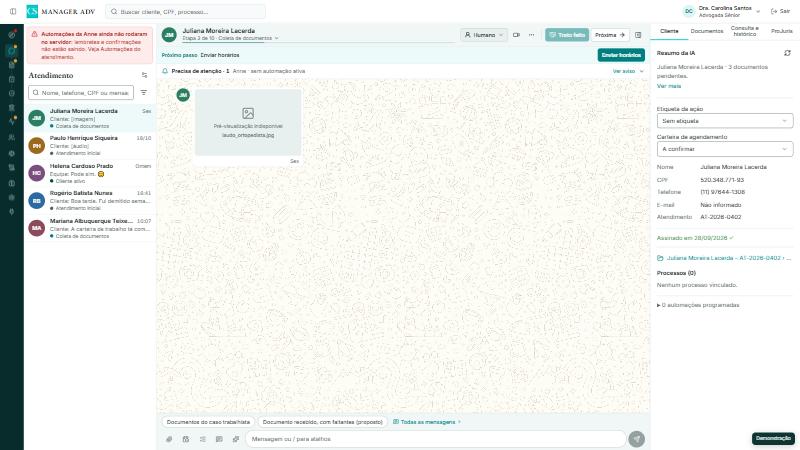 CS MANAGER ADV
Buscar cliente, CPF, processo...
DC
Dra. Carolina Santos
Advogada Sênior
Sair
Automações da Anne ainda não rodaram no servidor: lembretes e confirmações não estão saindo. Veja Automações do atendimento.
Atendimento
Nome, telefone, CPF ou mensa
JM
Juliana Moreira Lacerda
Sex
Cliente: [imagem]
Coleta de documentos
PH
Paulo Henrique Siqueira
18/10
Cliente: [áudio]
Atendimento inicial
HC
Helena Cardoso Prado
Ontem
Equipe: Pode sim. 😊
Cliente ativo
RB
Rogério Batista Nunes
18:41
Cliente: Boa tarde. Fui demitido sema...
Atendimento inicial
MA
Mariana Albuquerque Teixe...
16:07
Cliente: A carteira de trabalho tá com...
Coleta de documentos
JM
Juliana Moreira Lacerda
Etapa 3 de 10 · Coleta de documentos
Humano
Trato feito
Próxima
Próximo passo Enviar horários
Enviar horários
Precisa de atenção · 1 Anne · sem automação ativa
Ver aviso
JM
Pré-visualização indisponível
laudo_ortopedista.jpg
Sex
Documentos do caso trabalhista
Documento recebido, com faltantes (proposto)
Todas as mensagens
Mensagem ou / para atalhos
Cliente
Documentos
Consulta e histórico
ProJuris
Resumo da IA
Juliana Moreira Lacerda · 3 documentos pendentes.
Ver mais
Etiqueta da ação
Sem etiqueta
Carteira de agendamento
A confirmar
Nome Juliana Moreira Lacerda
CPF 520.348.771-93
Telefone (11) 97644-1308
E-mail Não informado
Atendimento AT-2026-0402
Assinado em 28/09/2026 ✓
Juliana Moreira Lacerda – AT-2026-0402 › ...
Processos (0)
Nenhum processo vinculado.
0 automações programadas
Demonstração